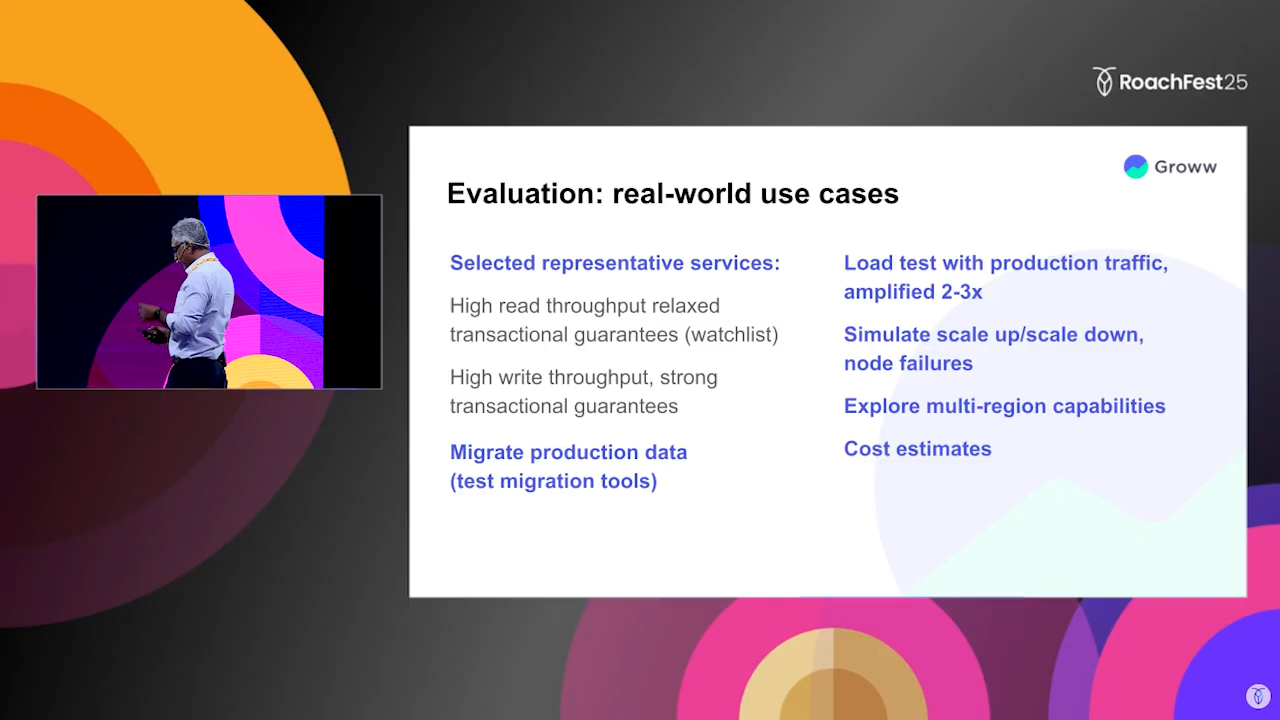 RoachFest25
Groww
Evaluation: real-world use cases
Selected representative services:
High read throughput relaxed
transactional guarantees (watchlist)
High write throughput, strong
transactional guarantees
Migrate production data
(test migration tools)
Load test with production traffic,
amplified 2-3x
Simulate scale up/scale down,
node failures
Explore multi-region capabilities
Cost estimates